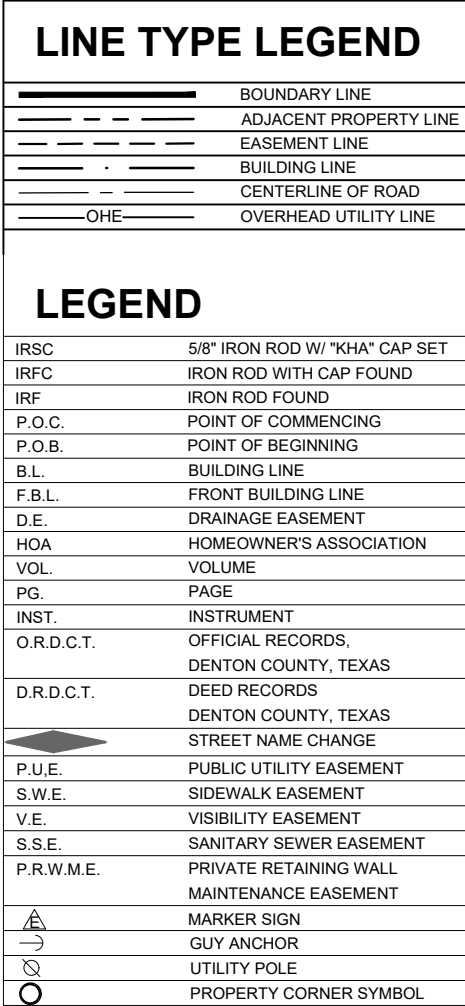 LINE TYPE LEGEND
BOUNDARY LINE
ADJACENT PROPERTY LINE
EASEMENT LINE
BUILDING LINE
CENTERLINE OF ROAD
OHE OVERHEAD UTILITY LINE
LEGEND
IRSC 5/8" IRON ROD W/ "KHA" CAP SET
IRFC IRON ROD WITH CAP FOUND
IRF IRON ROD FOUND
P.O.C. POINT OF COMMENCING
P.O.B. POINT OF BEGINNING
B.L. BUILDING LINE
F.B.L. FRONT BUILDING LINE
D.E. DRAINAGE EASEMENT
HOA HOMEOWNER'S ASSOCIATION
VOL. VOLUME
PG. PAGE
INST. INSTRUMENT
O.R.D.C.T. OFFICIAL RECORDS,
DENTON COUNTY, TEXAS
D.R.D.C.T. DEED RECORDS
DENTON COUNTY, TEXAS
STREET NAME CHANGE
P.U,E. PUBLIC UTILITY EASEMENT
S.W.E. SIDEWALK EASEMENT
V.E. VISIBILITY EASEMENT
S.S.E. SANITARY SEWER EASEMENT
P.R.W.M.E. PRIVATE RETAINING WALL
MAINTENANCE EASEMENT
E MARKER SIGN
GUY ANCHOR
UTILITY POLE
PROPERTY CORNER SYMBOL